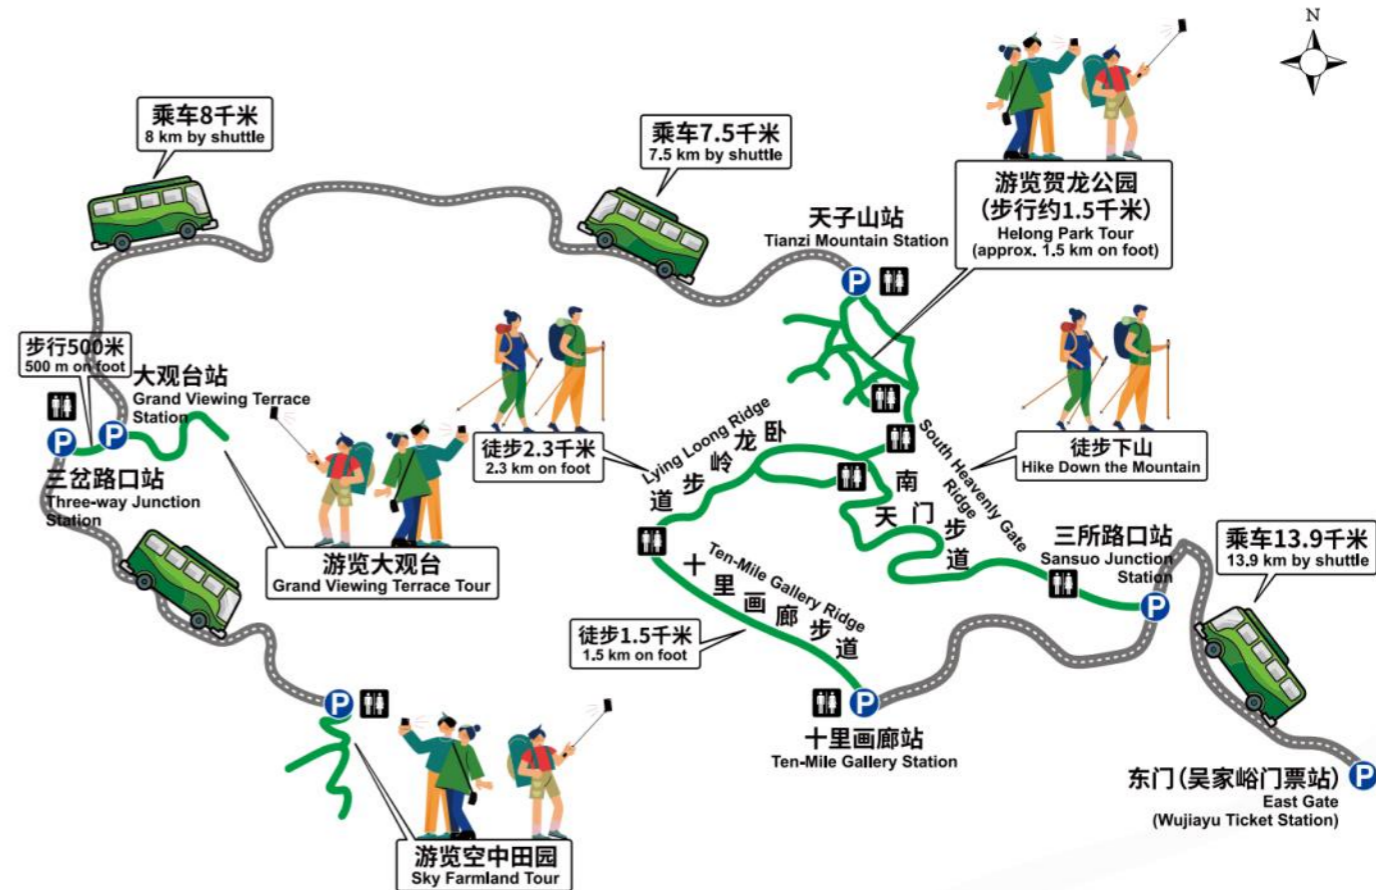 N
乘车8千米
8 km by shuttle
乘车7.5千米
7.5 km by shuttle
游览贺龙公园
(步行约1.5千米)
Helong Park Tour
(approx. 1.5 km on foot)
天子山站
Tianzi Mountain Station
P
步行500米
500 m on foot
大观台站
Grand Viewing Terrace
Station
P
P
三岔路口站
Three-way Junction
Station
游览大观台
Grand Viewing Terrace Tour
徒步2.3千米
2.3 km on foot
Lying Loong Ridge
卧龙岭步道
South Heavenly Gate
Ridge
南天门步道
徒步下山
Hike Down the Mountain
三所路口站
Sansuo Junction
Station
P
乘车13.9千米
13.9 km by shuttle
Ten-Mile Gallery Ridge
十里画廊步道
徒步1.5千米
1.5 km on foot
P
十里画廊站
Ten-Mile Gallery Station
P
东门(吴家峪门票站)
East Gate
(Wujiayu Ticket Station)
P
游览空中田园
Sky Farmland Tour